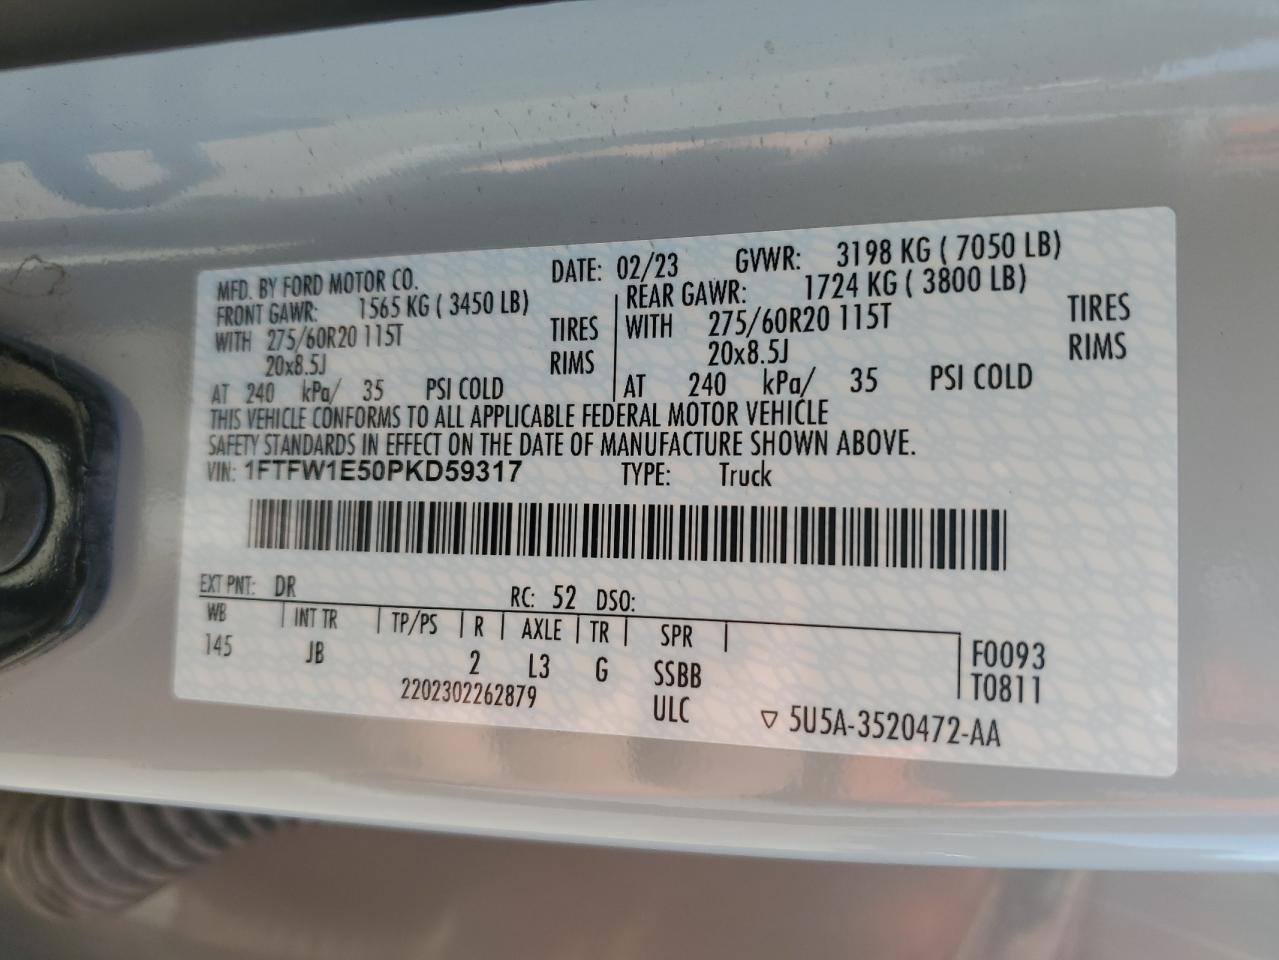 MFD. BY FORD MOTOR CO. DATE: 02/23 GVWR: 3198 KG ( 7050 LB)
FRONT GAWR: 1565 KG ( 3450 LB) REAR GAWR: 1724 KG ( 3800 LB)
WITH 275/60R20 115T TIRES WITH 275/60R20 115T TIRES
20x8.5J RIMS 20x8.5J RIMS
AT 240 kPa/ 35 PSI COLD AT 240 kPa/ 35 PSI COLD
THIS VEHICLE CONFORMS TO ALL APPLICABLE FEDERAL MOTOR VEHICLE
SAFETY STANDARDS IN EFFECT ON THE DATE OF MANUFACTURE SHOWN ABOVE.
VIN: 1FTFW1E50PKD59317 TYPE: Truck
EXT PNT: DR RC: 52 DSO:
WB INT TR TP/PS R AXLE TR SPR
145 JB 2 L3 G SSBB F0093
2202302262879 ULC T0811
▽ 5U5A-3520472-AA